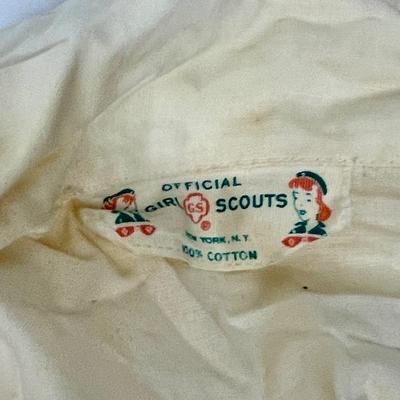 OFFICIAL
GIRL GS SCOUTS
®
NEW YORK, N.Y.
100% COTTON